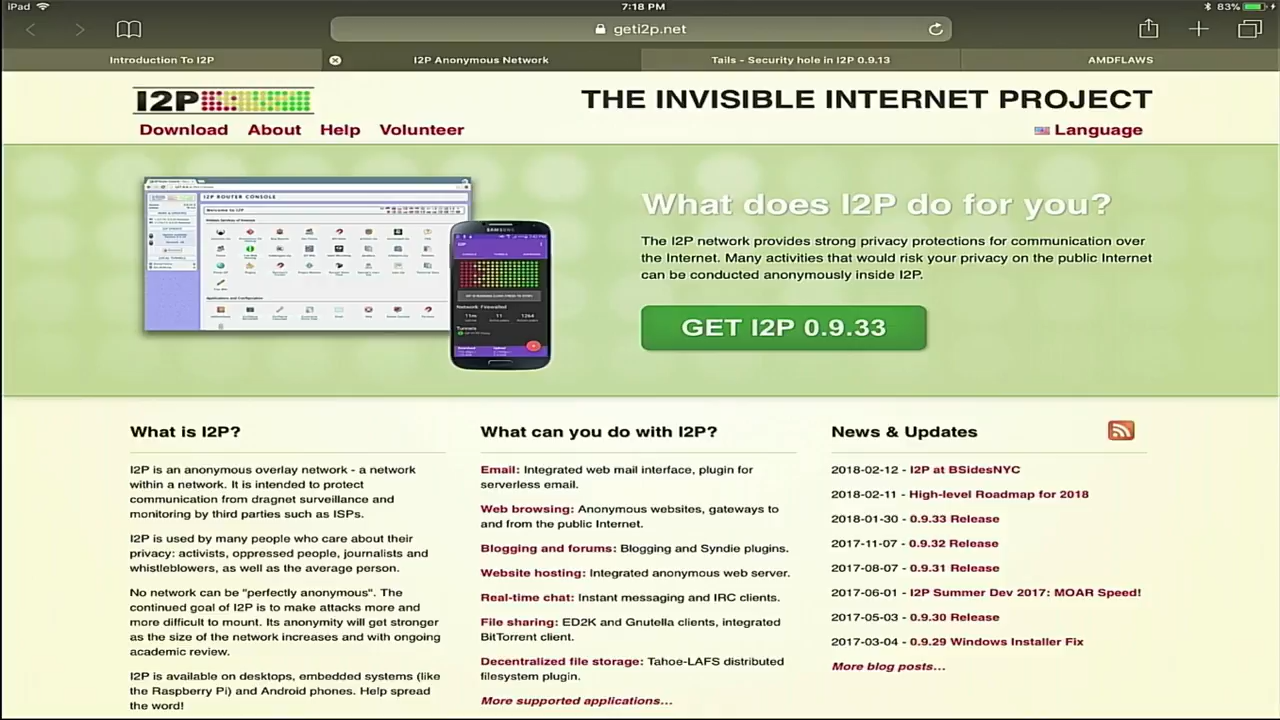 iPad
7:18 PM
83%
geti2p.net
Introduction To I2P
I2P Anonymous Network
Tails - Security hole in I2P 0.9.13
AMDFLAWS
I2P
THE INVISIBLE INTERNET PROJECT
Download About Help Volunteer
Language
I2P ROUTER CONSOLE
Welcome to I2P
SAMSUNG
What does I2P do for you?
The I2P network provides strong privacy protections for communication over
the Internet. Many activities that would risk your privacy on the public Internet
can be conducted anonymously inside I2P.
GET I2P 0.9.33
What is I2P?
I2P is an anonymous overlay network - a network
within a network. It is intended to protect
communication from dragnet surveillance and
monitoring by third parties such as ISPs.
I2P is used by many people who care about their
privacy: activists, oppressed people, journalists and
whistleblowers, as well as the average person.
No network can be "perfectly anonymous". The
continued goal of I2P is to make attacks more and
more difficult to mount. Its anonymity will get stronger
as the size of the network increases and with ongoing
academic review.
I2P is available on desktops, embedded systems (like
the Raspberry Pi) and Android phones. Help spread
the word!
What can you do with I2P?
Email: Integrated web mail interface, plugin for
serverless email.
Web browsing: Anonymous websites, gateways to
and from the public Internet.
Blogging and forums: Blogging and Syndie plugins.
Website hosting: Integrated anonymous web server.
Real-time chat: Instant messaging and IRC clients.
File sharing: ED2K and Gnutella clients, integrated
BitTorrent client.
Decentralized file storage: Tahoe-LAFS distributed
filesystem plugin.
More supported applications...
News & Updates
2018-02-12 - I2P at BSidesNYC
2018-02-11 - High-level Roadmap for 2018
2018-01-30 - 0.9.33 Release
2017-11-07 - 0.9.32 Release
2017-08-07 - 0.9.31 Release
2017-06-01 - I2P Summer Dev 2017: MOAR Speed!
2017-05-03 - 0.9.30 Release
2017-03-04 - 0.9.29 Windows Installer Fix
More blog posts...